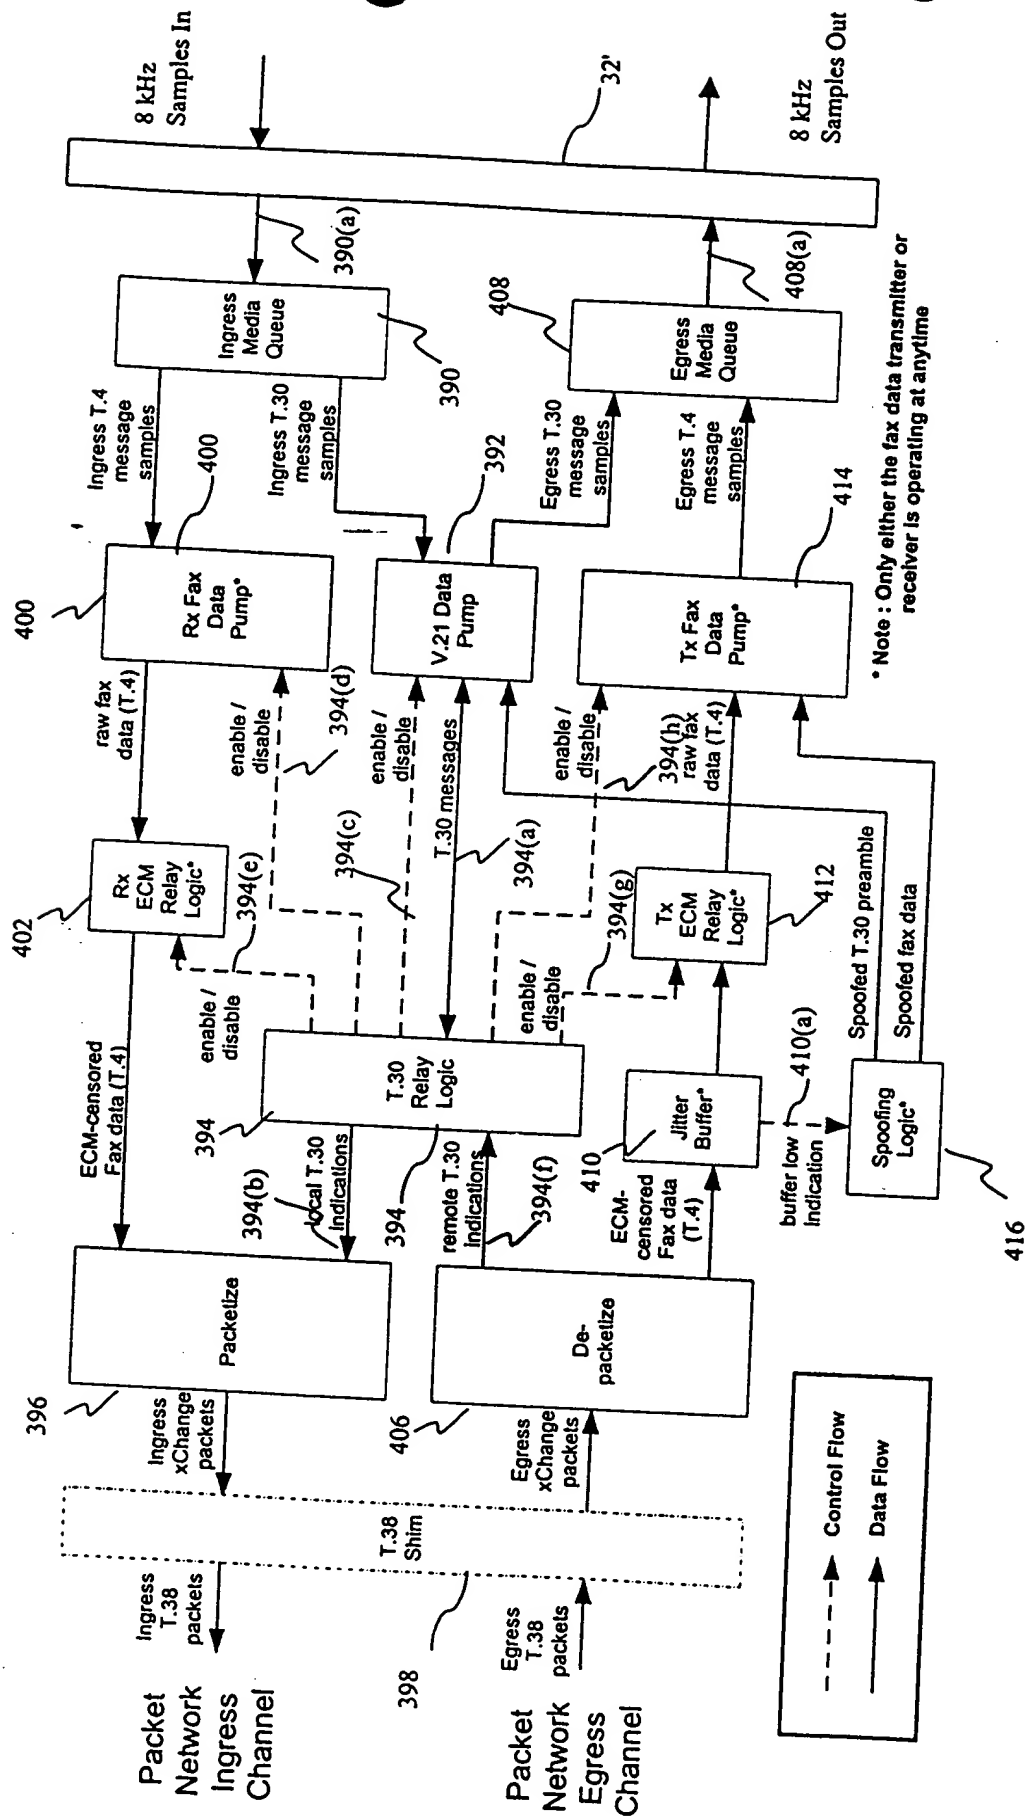 8 kHz
Samples In
32'
8 kHz
Samples Out
390(a)
Ingress
Media
Queue
390
408
Egress
Media
Queue
408(a)
Ingress T.4
message
samples
Ingress T.30
message
samples
Egress T.30
message
samples
Egress T.4
message
samples
400
400
Rx Fax
Data
Pump*
392
V.21 Data
Pump
414
Tx Fax
Data
Pump*
* Note : Only either the fax data transmitter or
receiver is operating at anytime
raw fax
data (T.4)
enable /
disable
394(d)
enable /
disable
394(c)
T.30 messages
394(a)
enable /
disable
394(h)
raw fax
data (T.4)
402
Rx
ECM
Relay
Logic*
394(e)
enable /
disable
394(g)
enable /
disable
Tx
ECM
Relay
Logic*
412
Spoofed T.30 preamble
Spoofed fax data
ECM-censored
Fax data (T.4)
394
T.30
Relay
Logic
394
394(b)
local T.30
Indications
remote T.30
Indications
394(f)
410
Jitter
Buffer*
410(a)
buffer low
Indication
Spoofing
Logic*
416
ECM-
censored
Fax data
(T.4)
396
Packetize
406
De-
packetize
Ingress
xChange
packets
Egress
xChange
packets
T.38
Shim
398
Ingress
T.38
packets
Egress
T.38
packets
Packet
Network
Ingress
Channel
Packet
Network
Egress
Channel
Control Flow
Data Flow